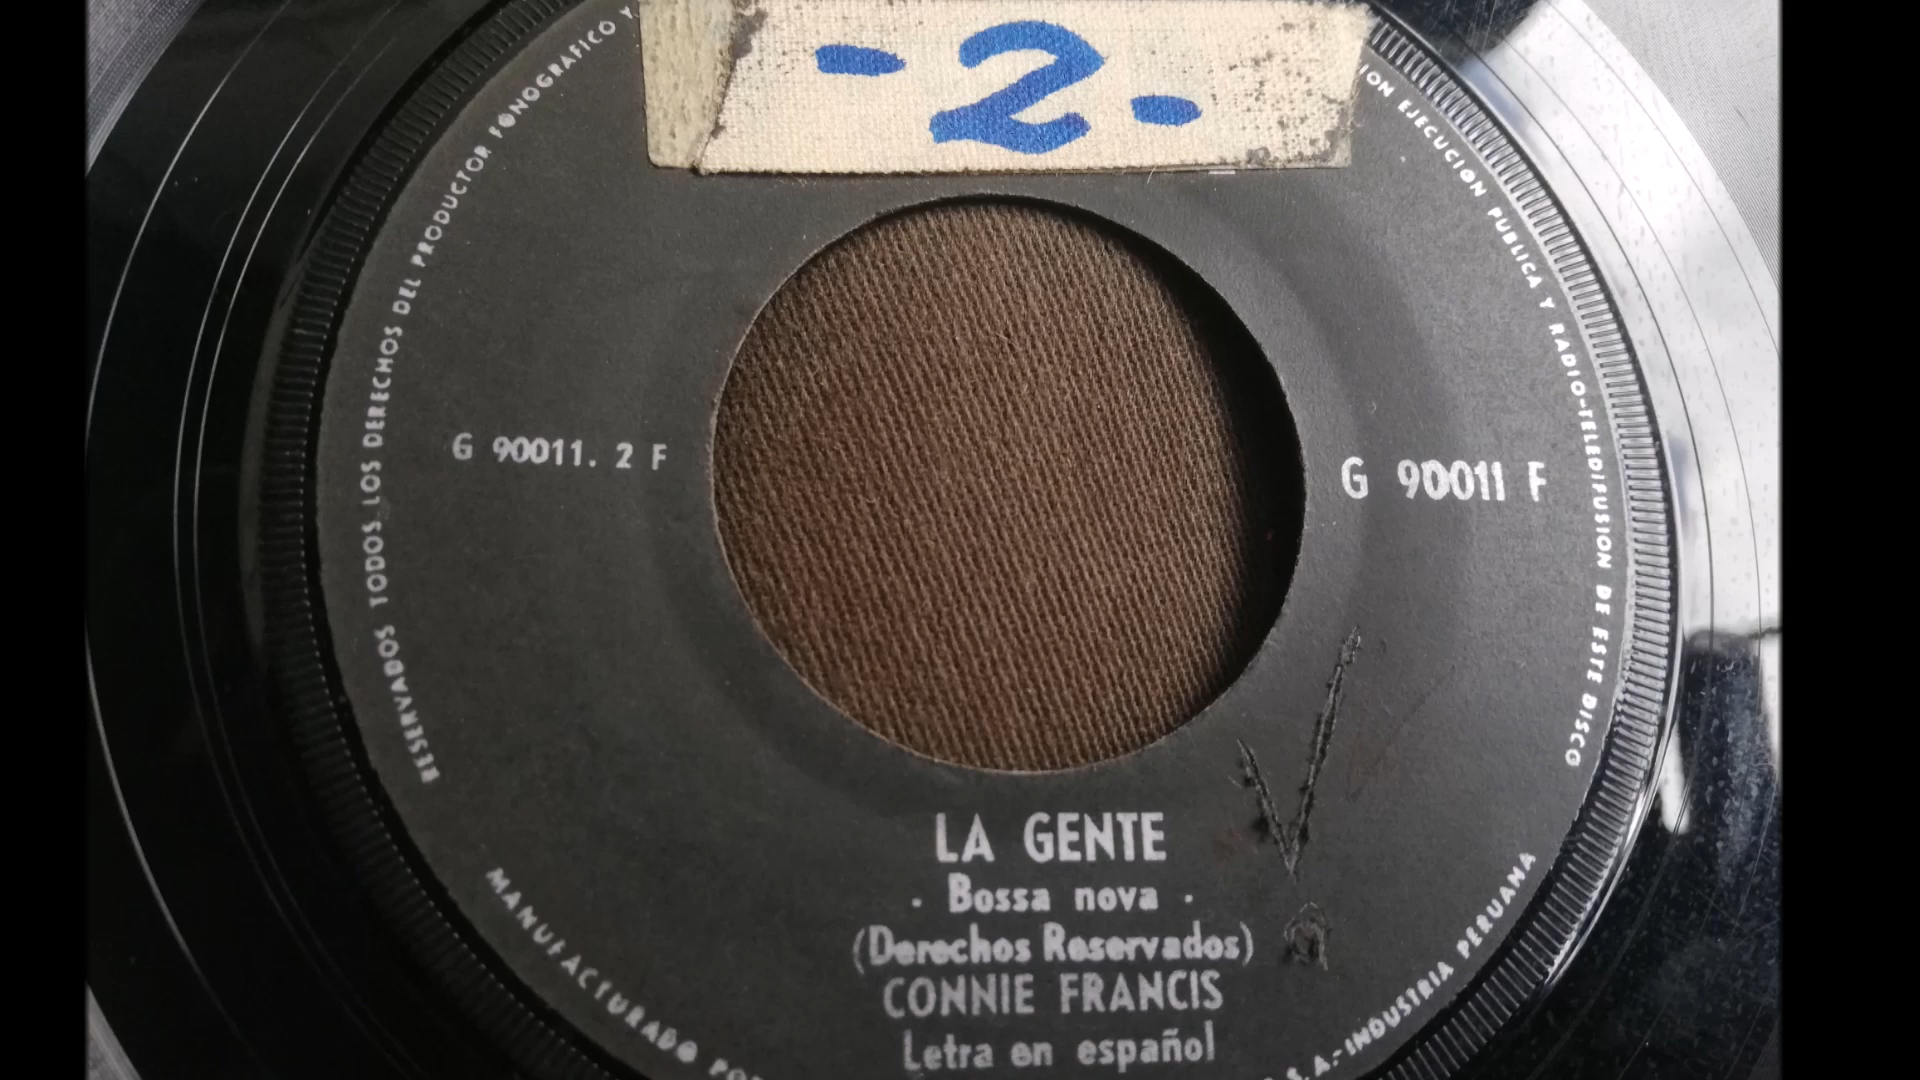 -2-
RESERVADOS TODOS LOS DERECHOS DEL PRODUCTOR FONOGRAFICO Y
EJECUCION PUBLICA Y RADIO-TELEDIFUSION DE ESTE DISCO
G 90011. 2 F
G 90011 F
LA GENTE
· Bossa nova ·
(Derechos Reservados)
CONNIE FRANCIS
Letra en español
MANUFACTURADO POR
S.A.-INDUSTRIA PERUANA